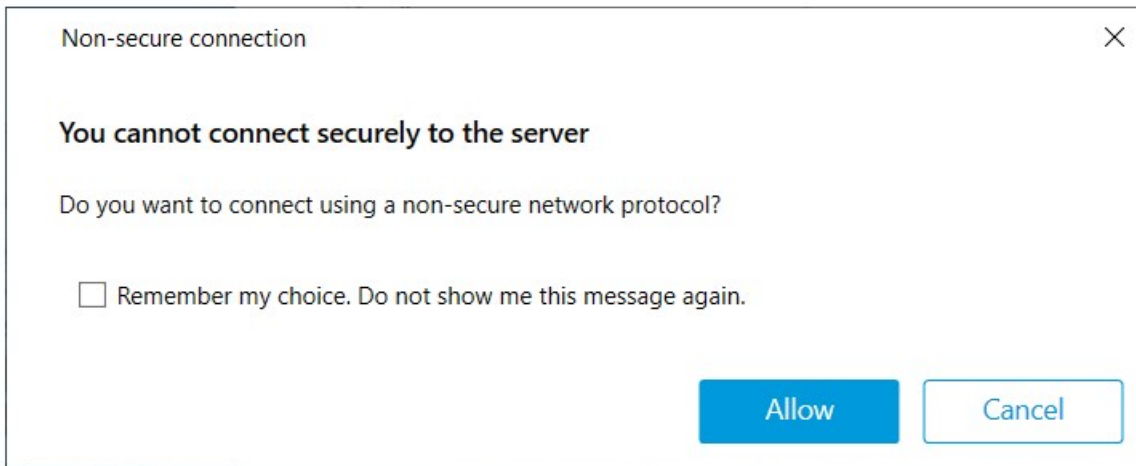 Non-secure connection
You cannot connect securely to the server
Do you want to connect using a non-secure network protocol?
Remember my choice. Do not show me this message again.
Allow
Cancel